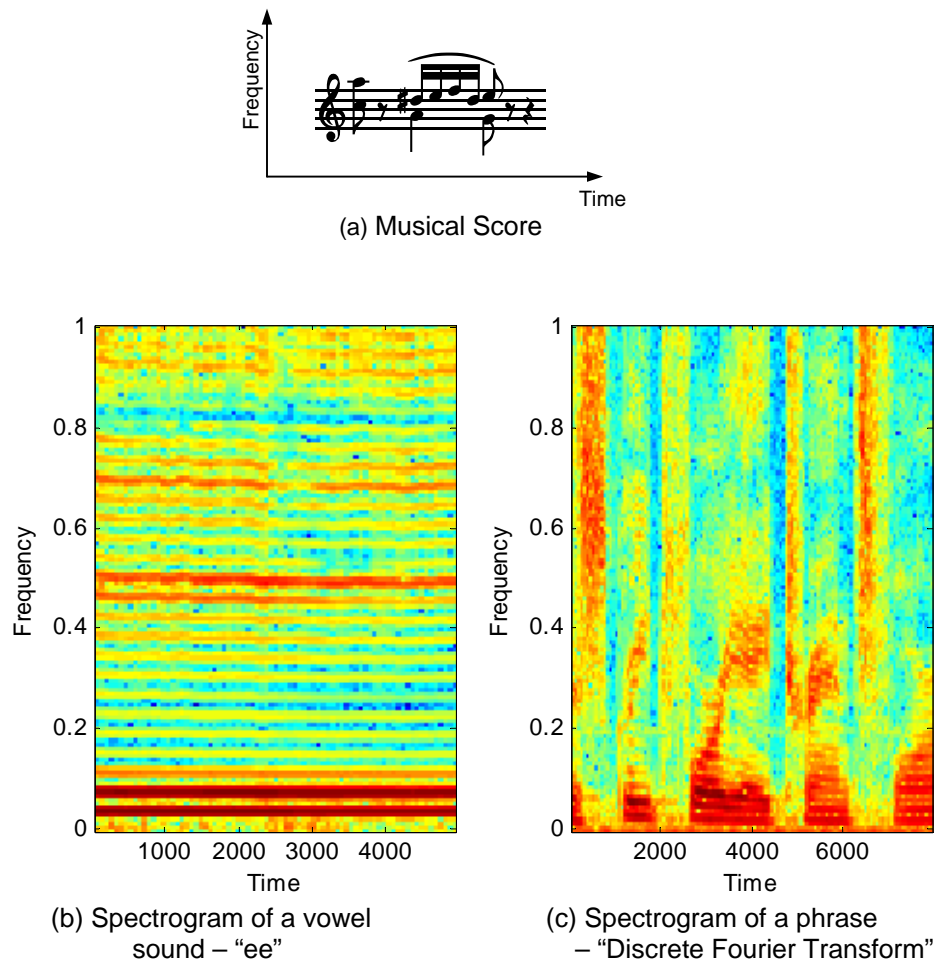 Frequency
Time
(a) Musical Score
1
0.8
0.6
0.4
0.2
0
Frequency
1000 2000 3000 4000
Time
(b) Spectrogram of a vowel
sound – “ee”
1
0.8
0.6
0.4
0.2
0
Frequency
2000 4000 6000
Time
(c) Spectrogram of a phrase
– “Discrete Fourier Transform”